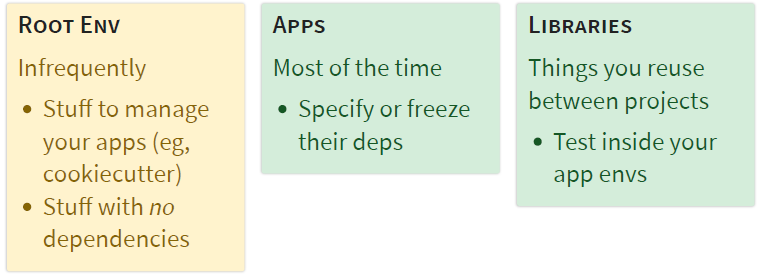 Root Env
Infrequently
• Stuff to manage
your apps (eg,
cookiecutter)
• Stuff with no
dependencies
Apps
Most of the time
• Specify or freeze
their deps
Libraries
Things you reuse
between projects
• Test inside your
app envs